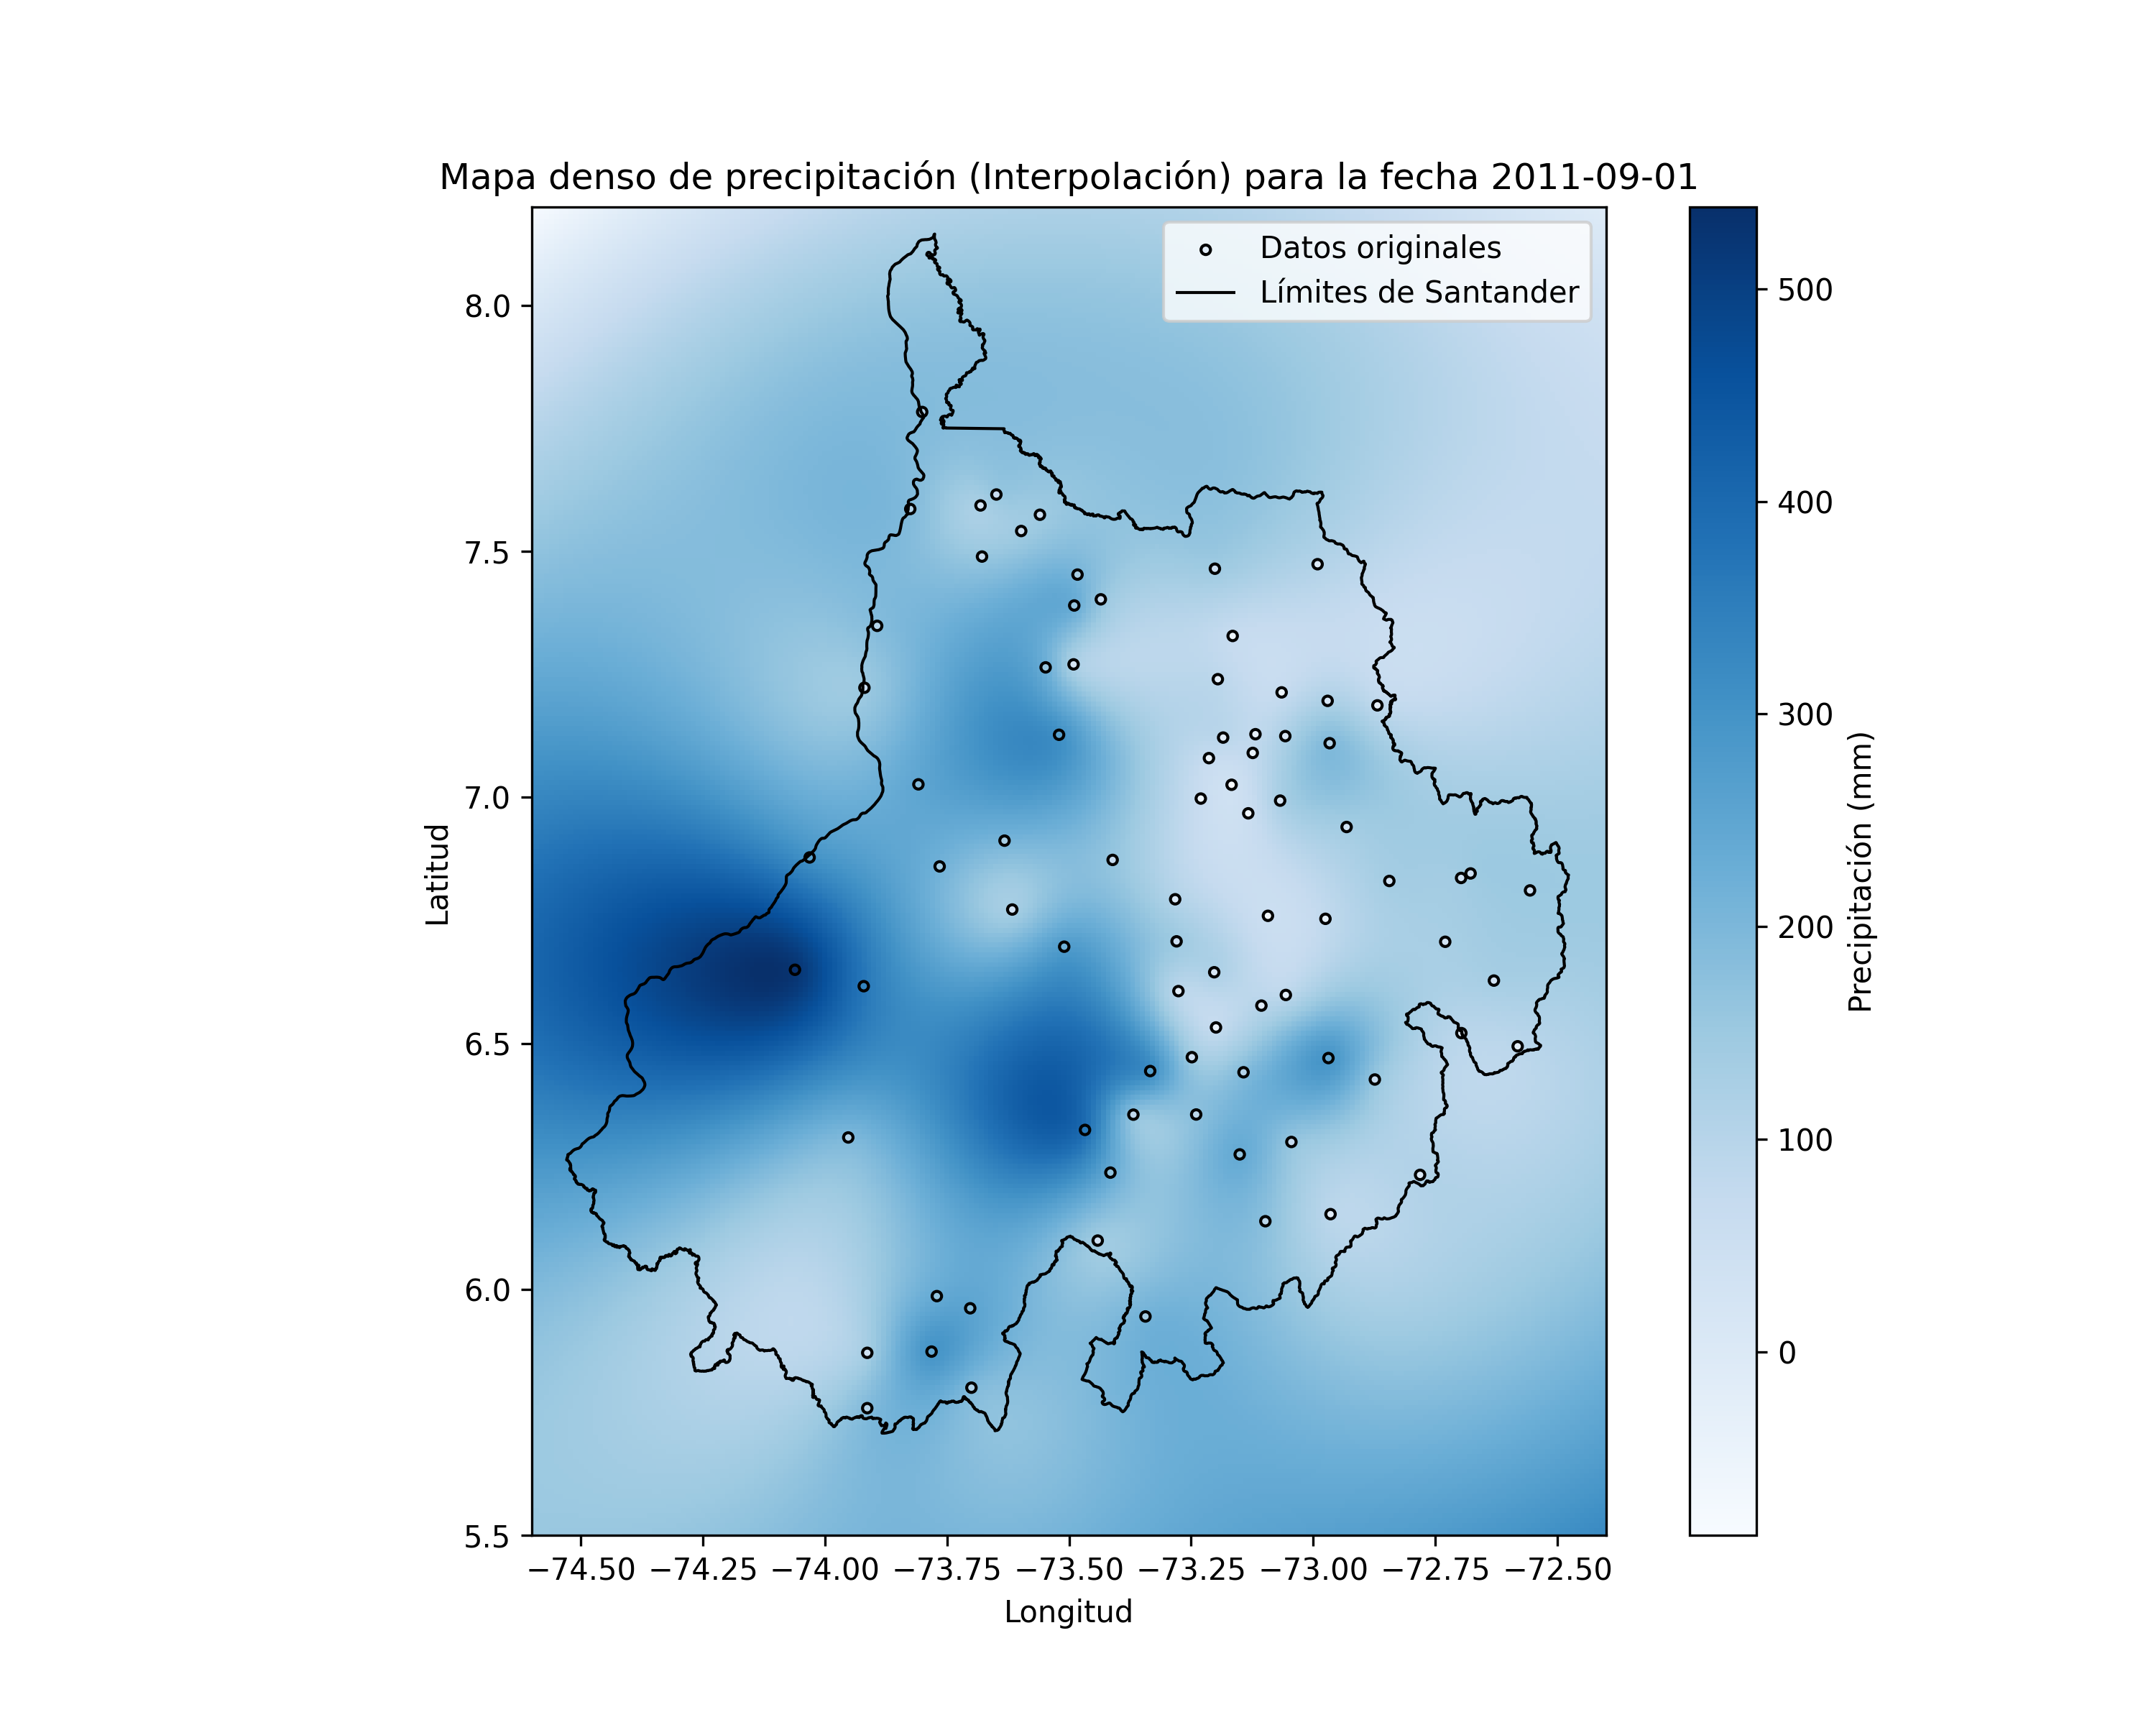 Mapa denso de precipitación (Interpolación) para la fecha 2011-09-01
Datos originales
Límites de Santander
8.0
7.5
7.0
6.5
6.0
5.5
Latitud
−74.50 −74.25 −74.00 −73.75 −73.50 −73.25 −73.00 −72.75 −72.50
Longitud
500
400
300
200
100
0
Precipitación (mm)